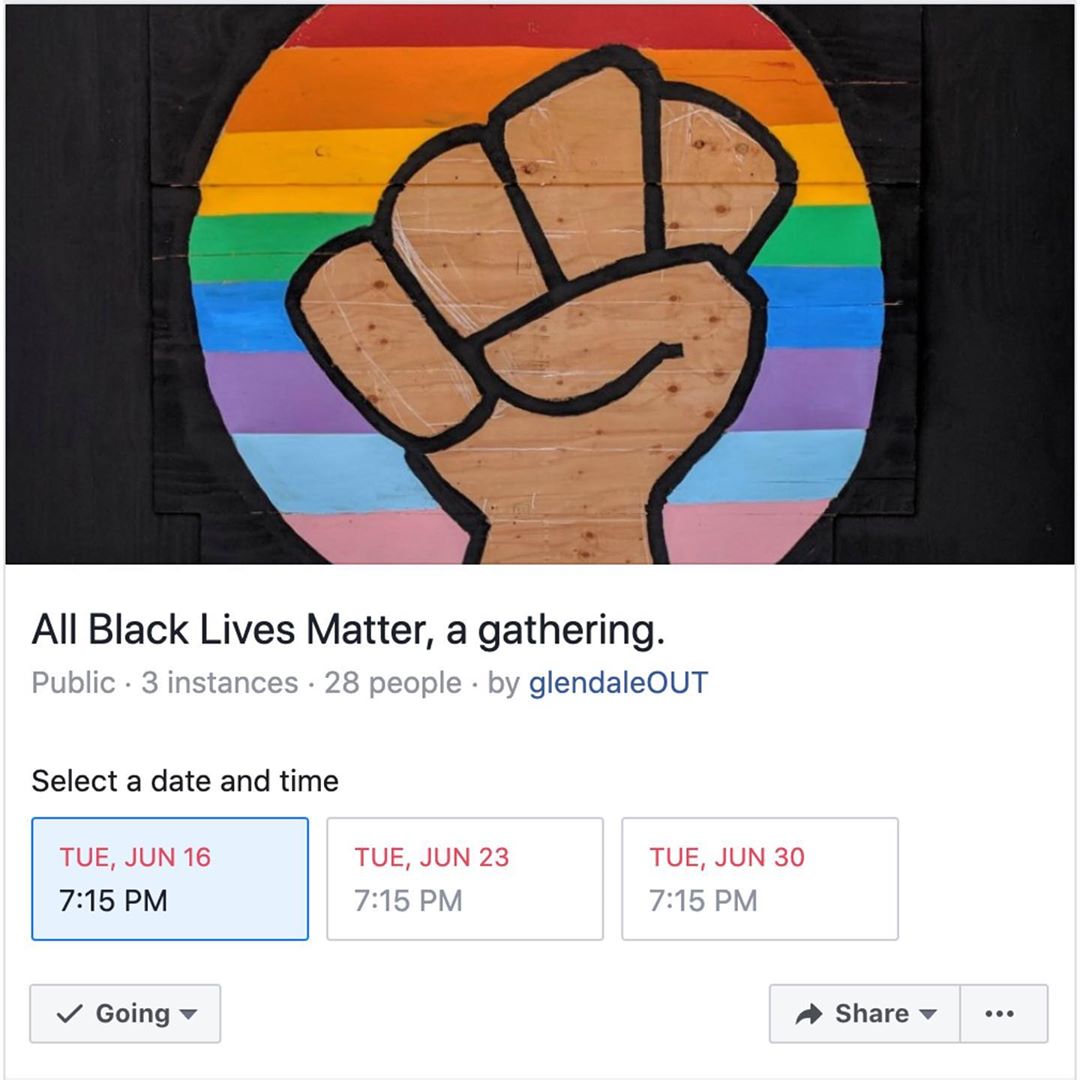 All Black Lives Matter, a gathering.
Public · 3 instances · 28 people · by glendaleOUT
Select a date and time
TUE, JUN 16
7:15 PM
TUE, JUN 23
7:15 PM
TUE, JUN 30
7:15 PM
Going
Share